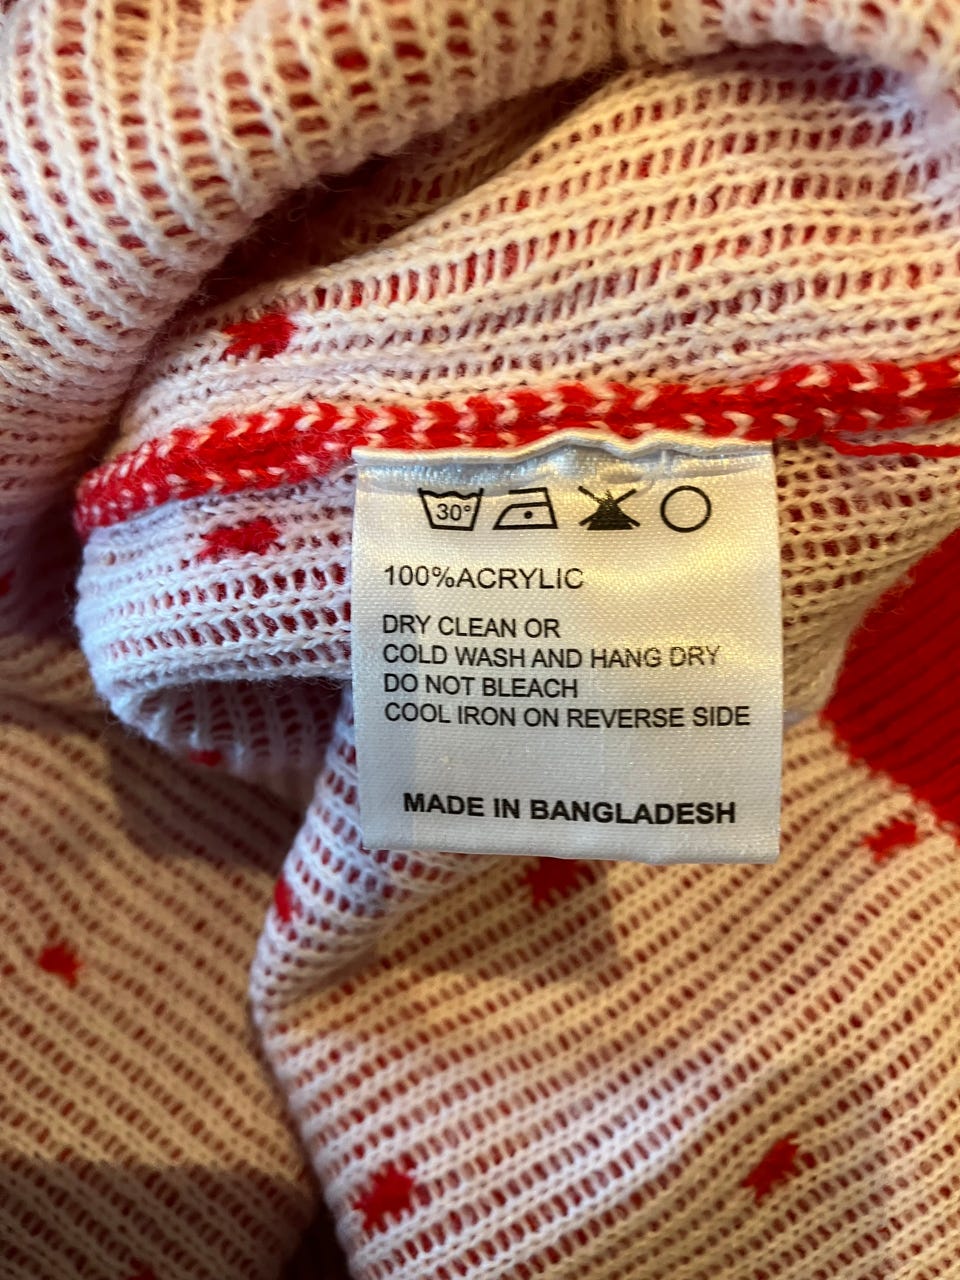 30°
100%ACRYLIC
DRY CLEAN OR
COLD WASH AND HANG DRY
DO NOT BLEACH
COOL IRON ON REVERSE SIDE
MADE IN BANGLADESH